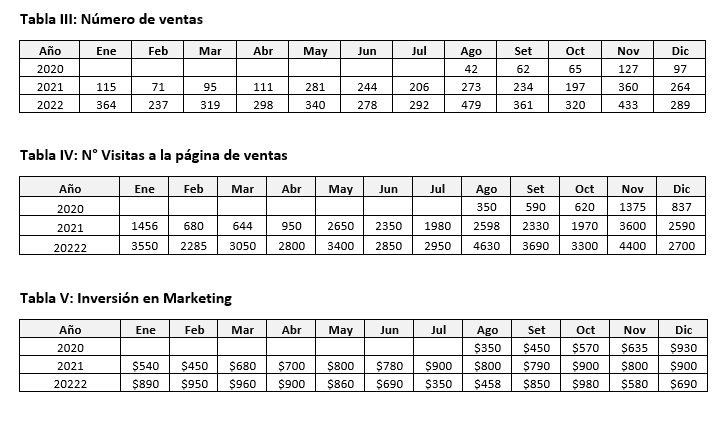 Tabla III: Número de ventas
Año Ene Feb Mar Abr May Jun Jul Ago Set Oct Nov Dic
2020 42 62 65 127 97
2021 115 71 95 111 281 244 206 273 234 197 360 264
2022 364 237 319 298 340 278 292 479 361 320 433 289
Tabla IV: N° Visitas a la página de ventas
Año Ene Feb Mar Abr May Jun Jul Ago Set Oct Nov Dic
2020 350 590 620 1375 837
2021 1456 680 644 950 2650 2350 1980 2598 2330 1970 3600 2590
20222 3550 2285 3050 2800 3400 2850 2950 4630 3690 3300 4400 2700
Tabla V: Inversión en Marketing
Año Ene Feb Mar Abr May Jun Jul Ago Set Oct Nov Dic
2020 $350 $450 $570 $635 $930
2021 $540 $450 $680 $700 $800 $780 $900 $800 $790 $900 $800 $900
20222 $890 $950 $960 $900 $860 $690 $350 $458 $850 $980 $580 $690